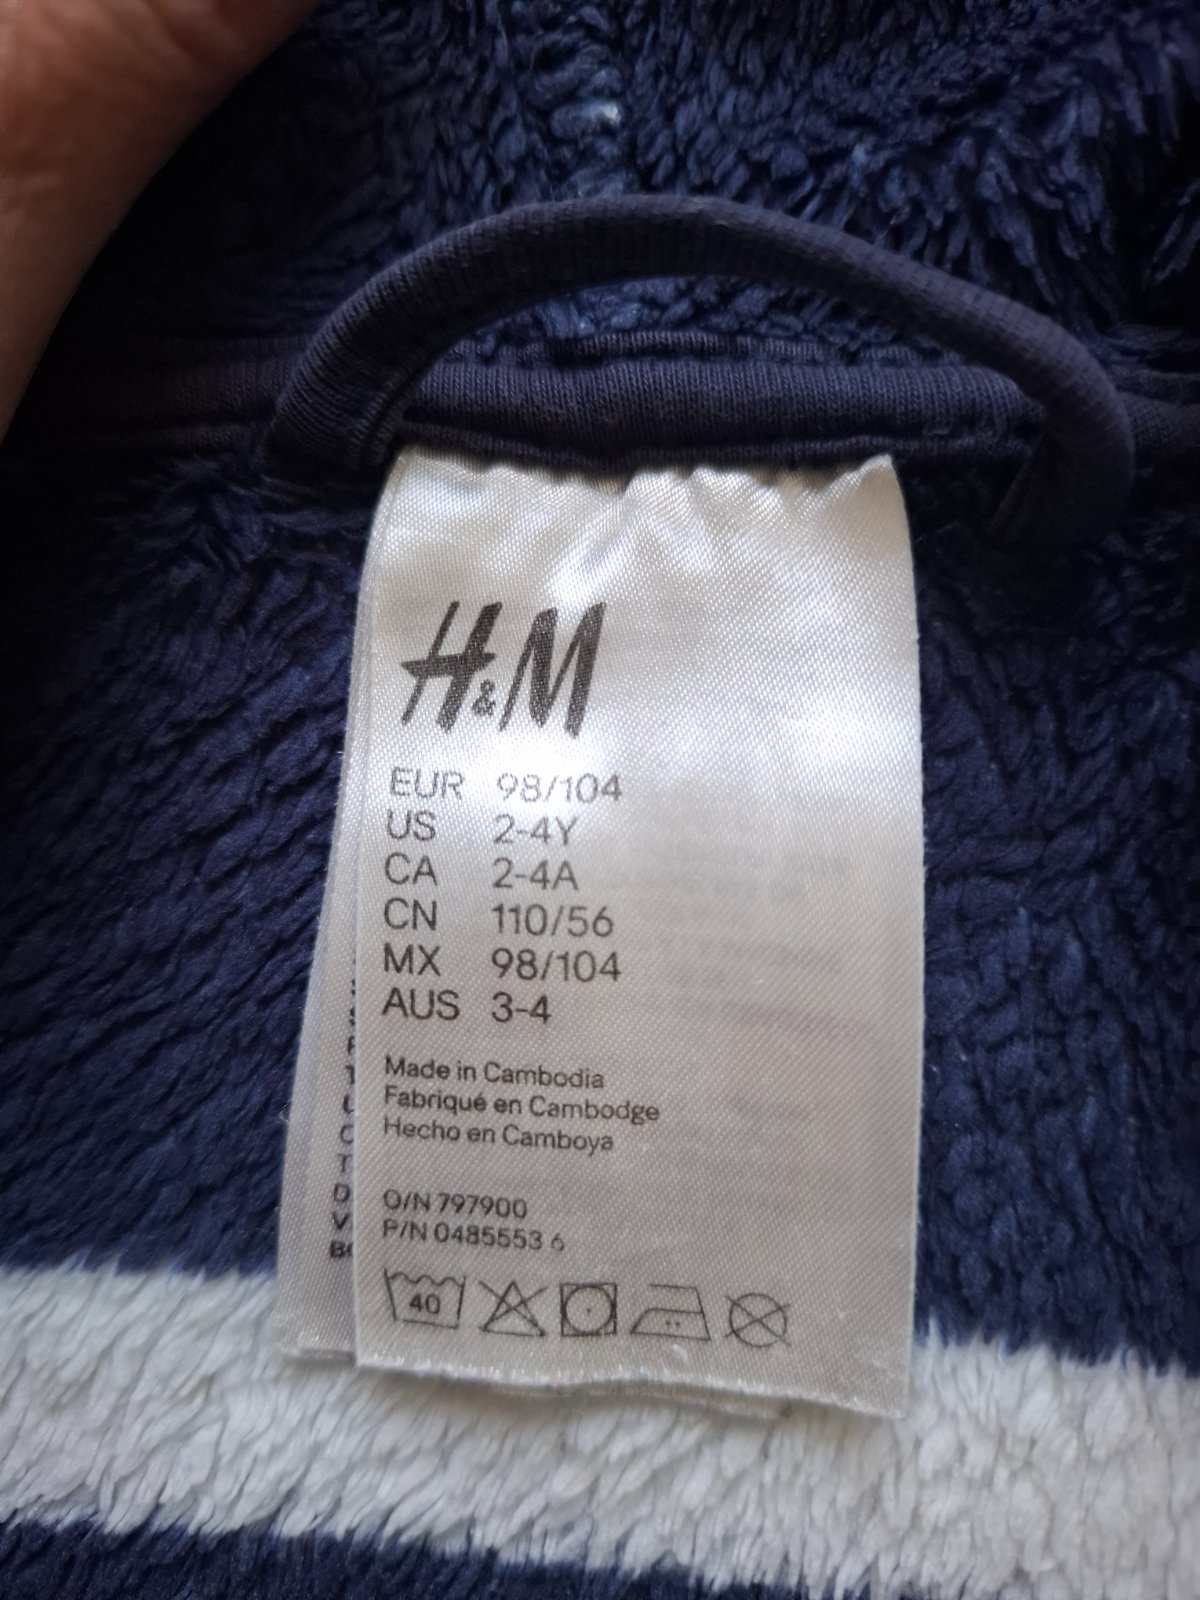 H&M
EUR 98/104
US 2-4Y
CA 2-4A
CN 110/56
MX 98/104
AUS 3-4
Made in Cambodia
Fabriqué en Cambodge
Hecho en Camboya
O/N 797900
P/N 0485553 6
40